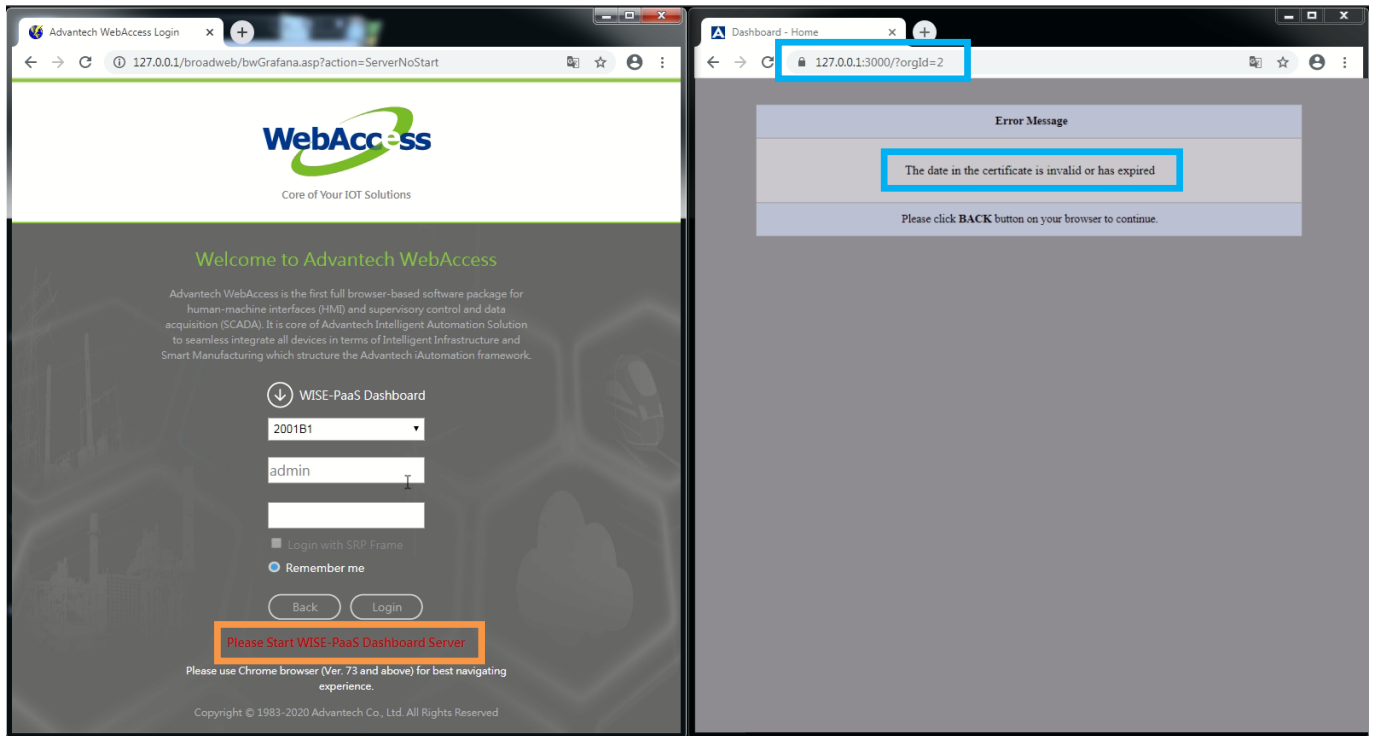 Advantech WebAccess Login
127.0.0.1/broadweb/bwGrafana.asp?action=ServerNoStart
WebAccess
Core of Your IOT Solutions
Welcome to Advantech WebAccess
Advantech WebAccess is the first full browser-based software package for
human-machine interfaces (HMI) and supervisory control and data
acquisition (SCADA). It is core of Advantech Intelligent Automation Solution
to seamless integrate all devices in terms of Intelligent Infrastructure and
Smart Manufacturing which structure the Advantech iAutomation framework.
WISE-PaaS Dashboard
2001B1
admin
Login with SRP Frame
Remember me
Back
Login
Please Start WISE-PaaS Dashboard Server
Please use Chrome browser (Ver. 73 and above) for best navigating
experience.
Copyright © 1983-2020 Advantech Co., Ltd. All Rights Reserved
Dashboard - Home
127.0.0.1:3000/?orgId=2
Error Message
The date in the certificate is invalid or has expired
Please click BACK button on your browser to continue.